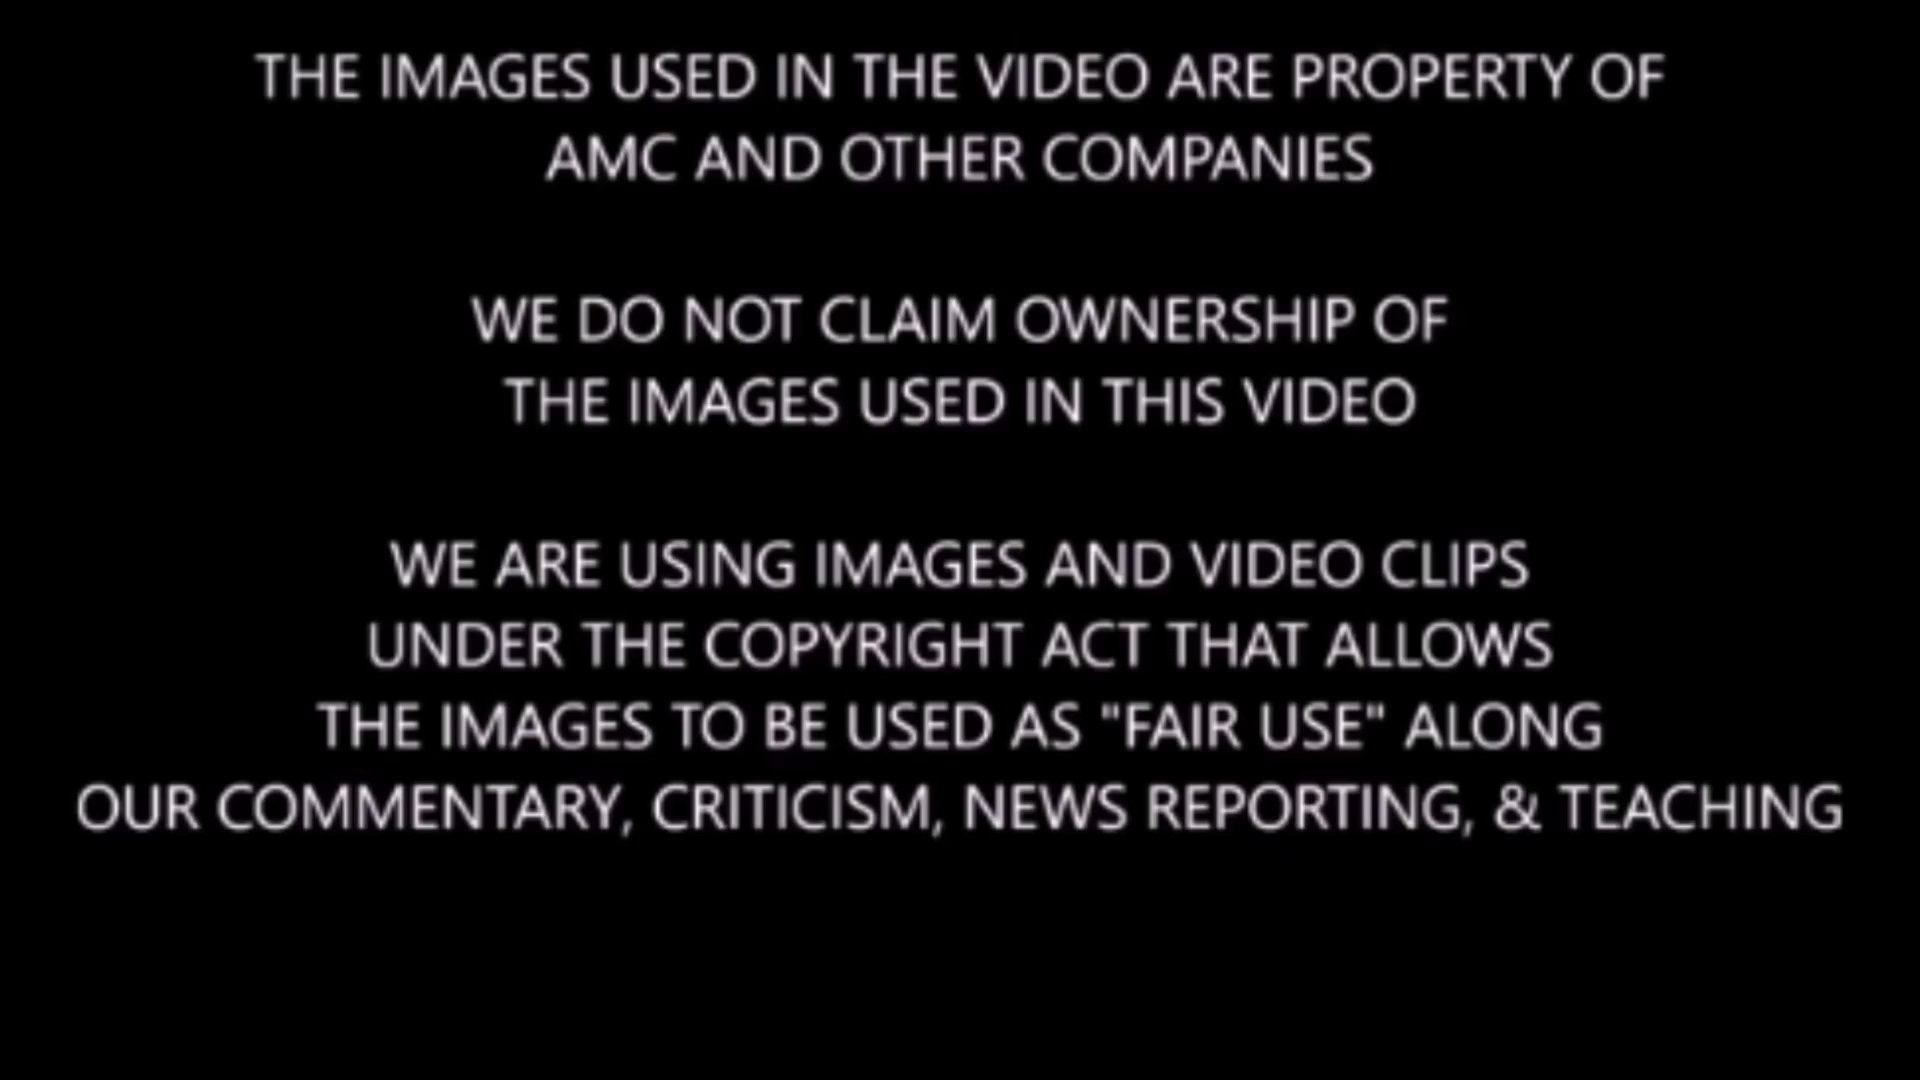 THE IMAGES USED IN THE VIDEO ARE PROPERTY OF
AMC AND OTHER COMPANIES
WE DO NOT CLAIM OWNERSHIP OF
THE IMAGES USED IN THIS VIDEO
WE ARE USING IMAGES AND VIDEO CLIPS
UNDER THE COPYRIGHT ACT THAT ALLOWS
THE IMAGES TO BE USED AS "FAIR USE" ALONG
OUR COMMENTARY, CRITICISM, NEWS REPORTING, & TEACHING